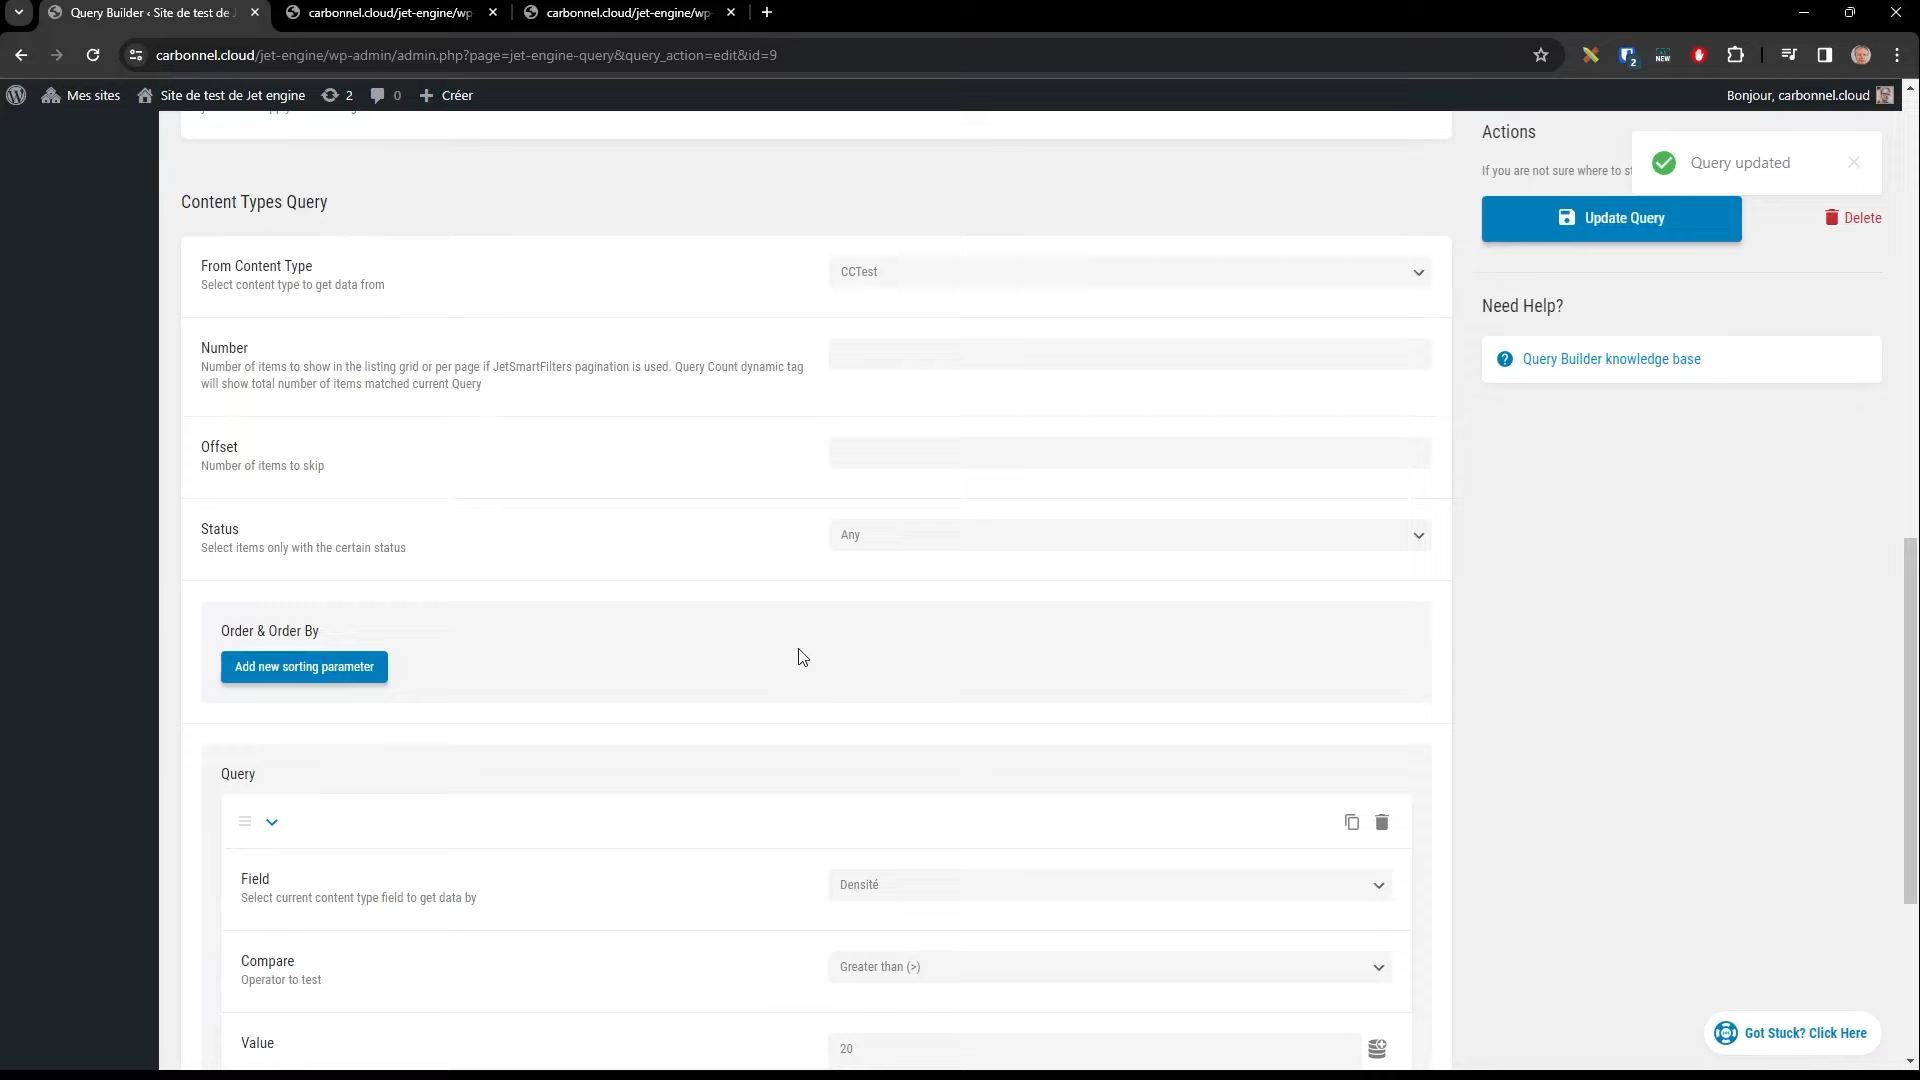 Query Builder ‹ Site de test de J
carbonnel.cloud/jet-engine/wp-
carbonnel.cloud/jet-engine/wp-
carbonnel.cloud/jet-engine/wp-admin/admin.php?page=jet-engine-query&query_action=edit&id=9
2
NEW
Mes sites
Site de test de Jet engine
2
0
Créer
Bonjour, carbonnel.cloud
Actions
If you are not sure where to st
Query updated
Update Query
Delete
Need Help?
Query Builder knowledge base
Content Types Query
From Content Type
Select content type to get data from
CCTest
Number
Number of items to show in the listing grid or per page if JetSmartFilters pagination is used. Query Count dynamic tag
will show total number of items matched current Query
Offset
Number of items to skip
Status
Select items only with the certain status
Any
Order & Order By
Add new sorting parameter
Query
Field
Select current content type field to get data by
Densité
Compare
Operator to test
Greater than (>)
Value
20
Got Stuck? Click Here